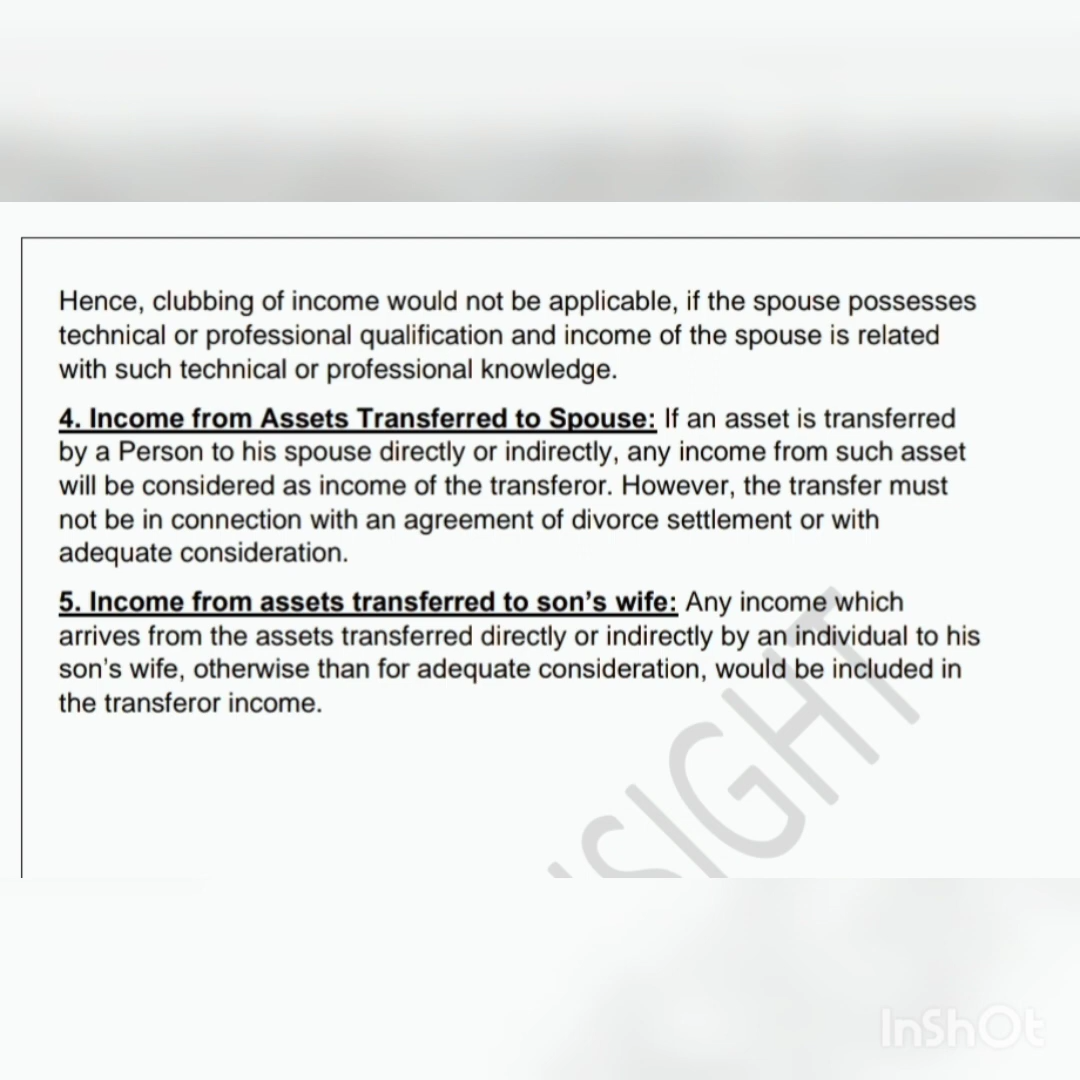 Hence, clubbing of income would not be applicable, if the spouse possesses
technical or professional qualification and income of the spouse is related
with such technical or professional knowledge.
4. Income from Assets Transferred to Spouse: If an asset is transferred
by a Person to his spouse directly or indirectly, any income from such asset
will be considered as income of the transferor. However, the transfer must
not be in connection with an agreement of divorce settlement or with
adequate consideration.
5. Income from assets transferred to son's wife: Any income which
arrives from the assets transferred directly or indirectly by an individual to his
son's wife, otherwise than for adequate consideration, would be included in
the transferor income.
SIGHT
InShOt